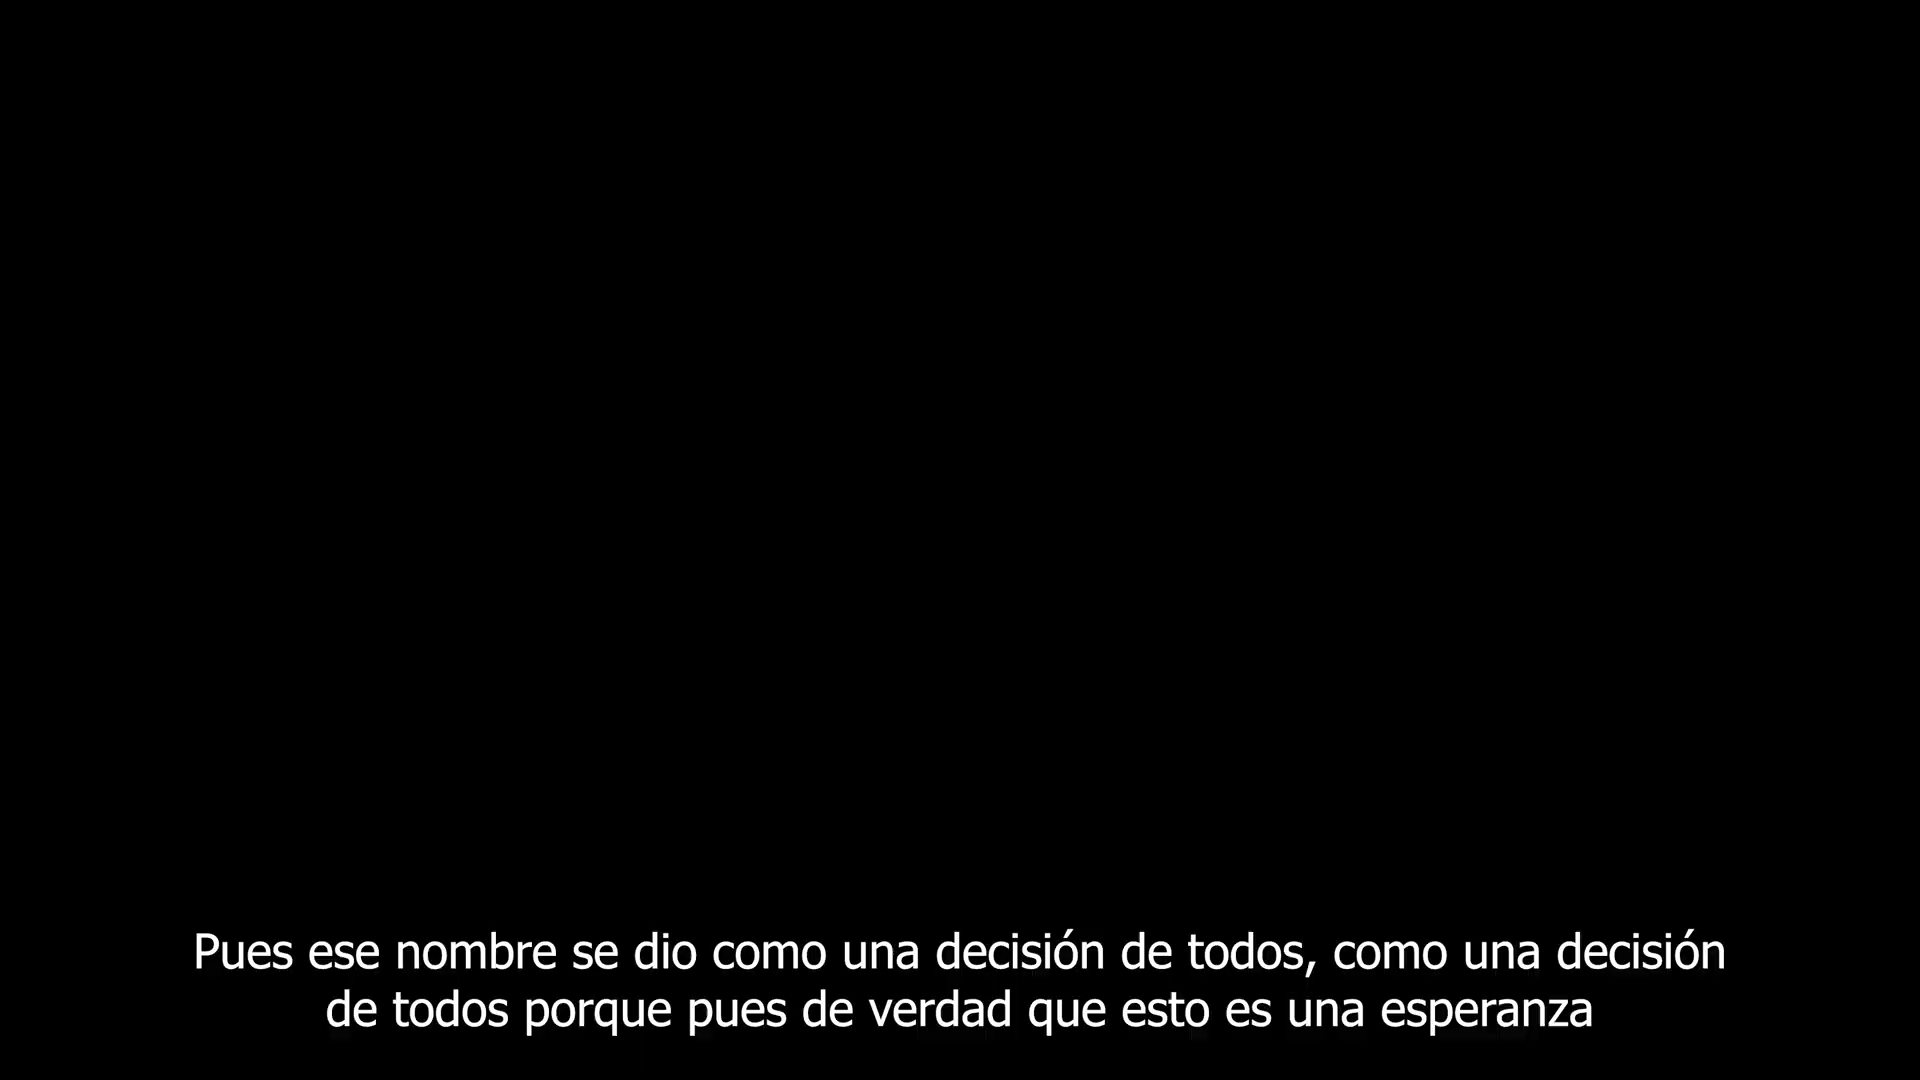 Pues ese nombre se dio como una decisión de todos, como una decisión
de todos porque pues de verdad que esto es una esperanza